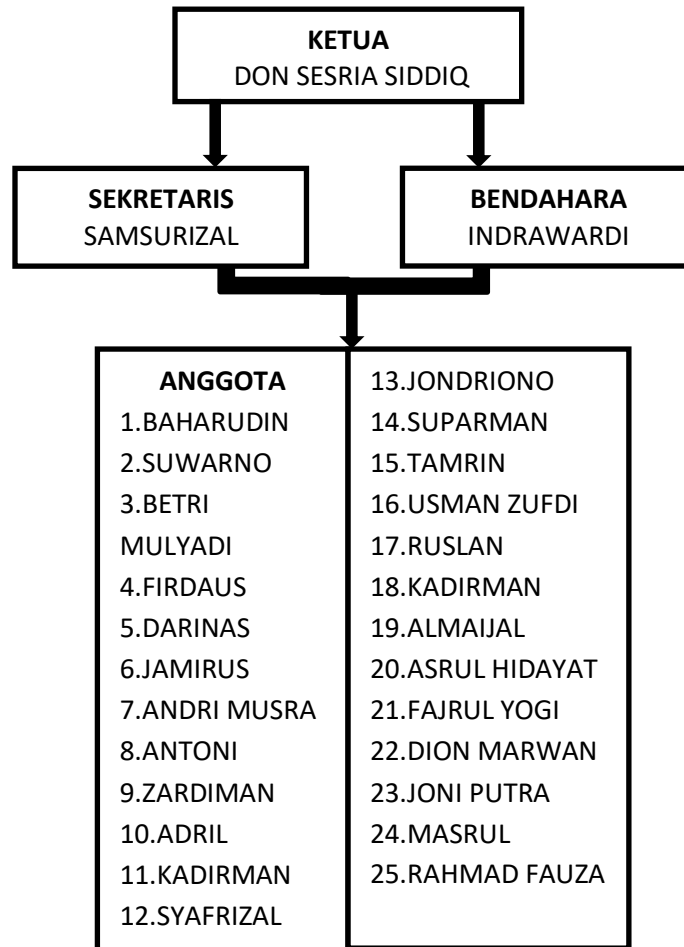 KETUA
DON SESRIA SIDDIQ
SEKRETARIS
SAMSURIZAL
BENDAHARA
INDRAWARDI
ANGGOTA
1.BAHARUDIN
2.SUWARNO
3.BETRI
MULYADI
4.FIRDAUS
5.DARINAS
6.JAMIRUS
7.ANDRI MUSRA
8.ANTONI
9.ZARDIMAN
10.ADRIL
11.KADIRMAN
12.SYAFRIZAL
13.JONDRIONO
14.SUPARMAN
15.TAMRIN
16.USMAN ZUFDI
17.RUSLAN
18.KADIRMAN
19.ALMAIJAL
20.ASRUL HIDAYAT
21.FAJRUL YOGI
22.DION MARWAN
23.JONI PUTRA
24.MASRUL
25.RAHMAD FAUZA